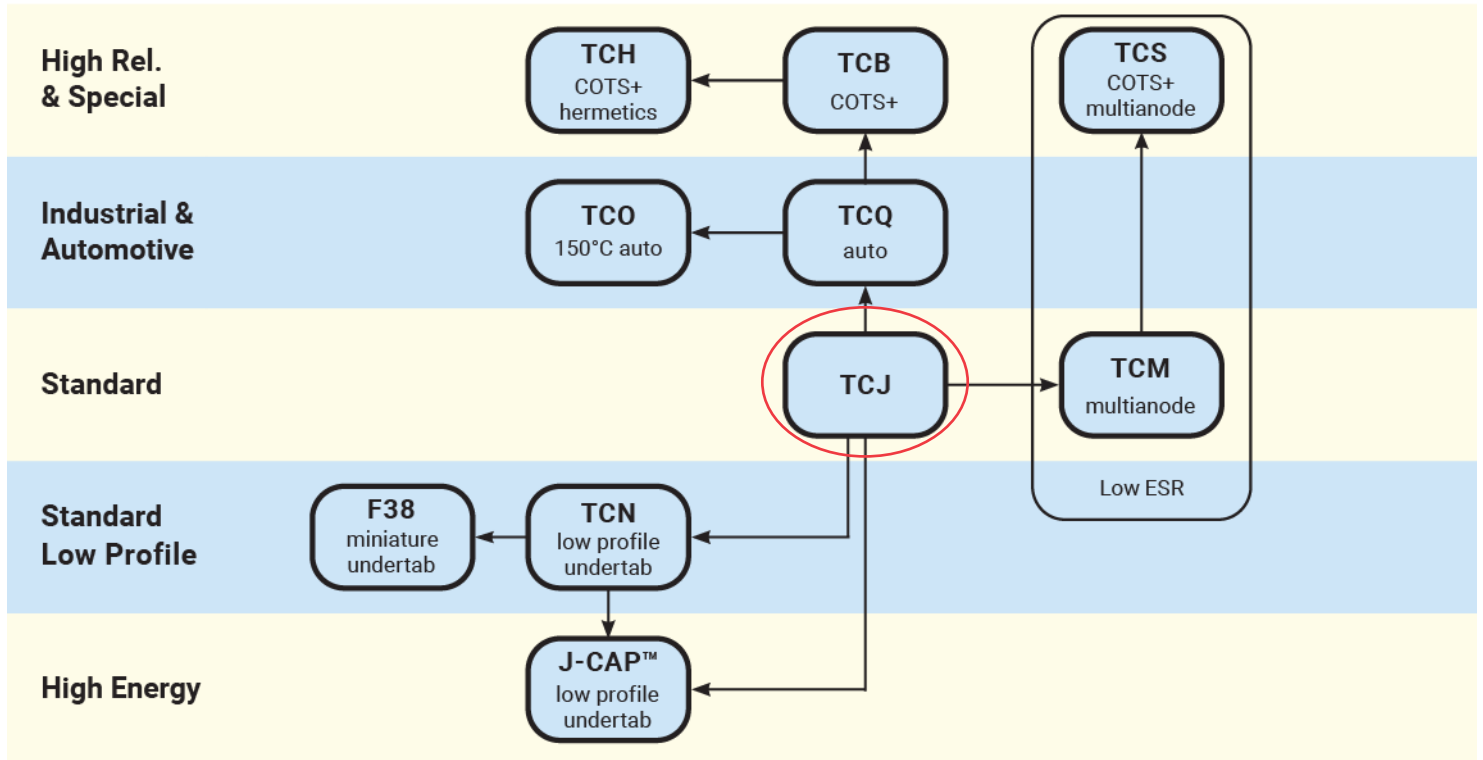 High Rel.
& Special
TCH
COTS+
hermetics
TCB
COTS+
TCS
COTS+
multianode
Industrial &
Automotive
TCO
150°C auto
TCQ
auto
Standard
TCJ
TCM
multianode
Low ESR
Standard
Low Profile
F38
miniature
undertab
TCN
low profile
undertab
High Energy
J-CAP™
low profile
undertab